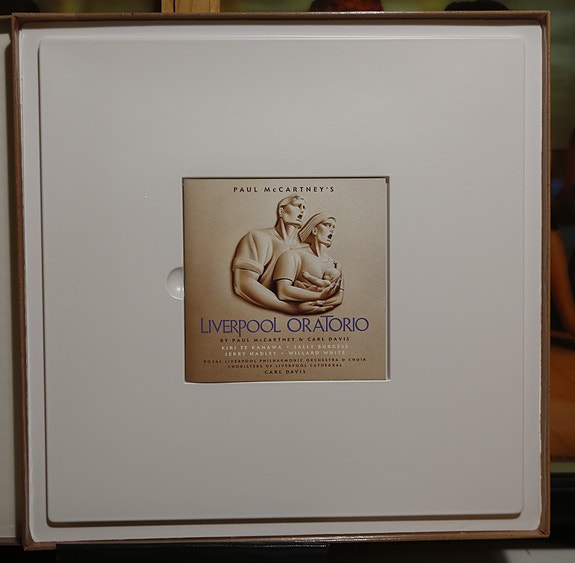 PAUL McCARTNEY'S
LIVERPOOL ORATORIO
BY PAUL McCARTNEY & CARL DAVIS
KIRI TE KANAWA • SALLY BURGESS
JERRY HADLEY • WILLARD WHITE
ROYAL LIVERPOOL PHILHARMONIC ORCHESTRA & CHOIR
CHORISTERS OF LIVERPOOL CATHEDRAL
CARL DAVIS